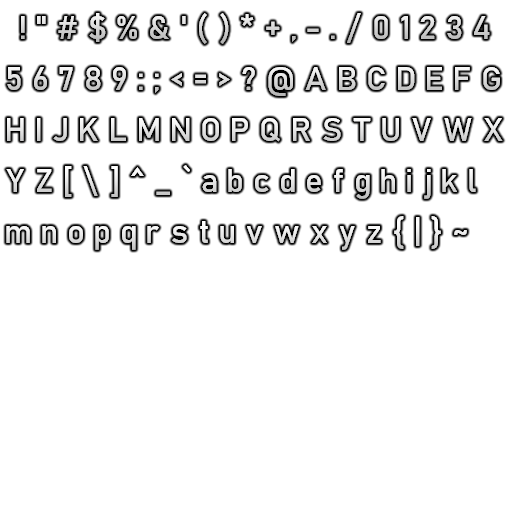 ! " # $ % & ' ( ) * + , - . / 0 1 2 3 4
5 6 7 8 9 : ; < = > ? @ A B C D E F G
H I J K L M N O P Q R S T U V W X
Y Z [ \ ] ^ _ ` a b c d e f g h i j k l
m n o p q r s t u v w x y z { | } ~